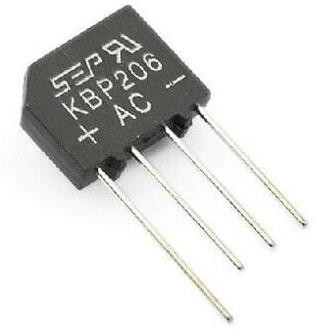 SEP
KBP206
+ AC -